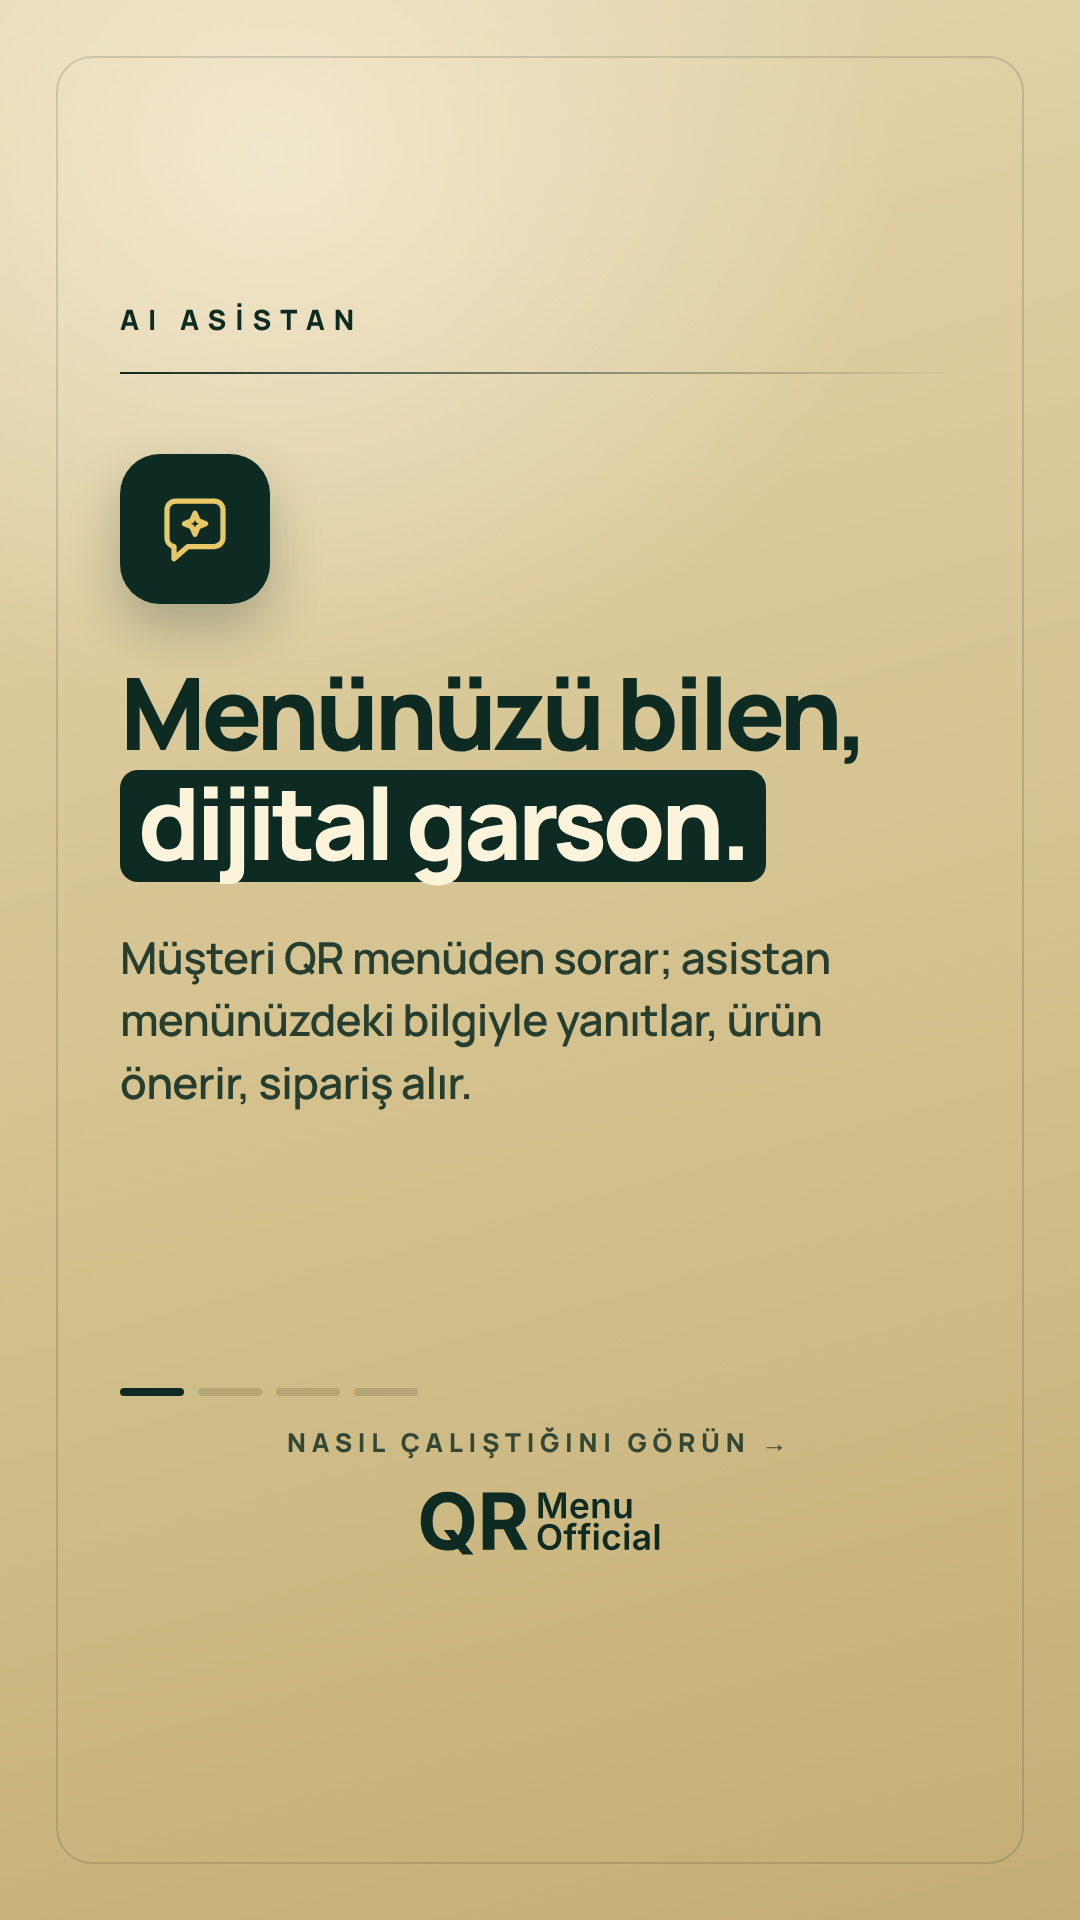 AI ASİSTAN
Menünüzü bilen,
dijital garson.
Müşteri QR menüden sorar; asistan
menünüzdeki bilgiyle yanıtlar, ürün
önerir, sipariş alır.
NASIL ÇALIŞTIĞINI GÖRÜN →
QR Menu
Official